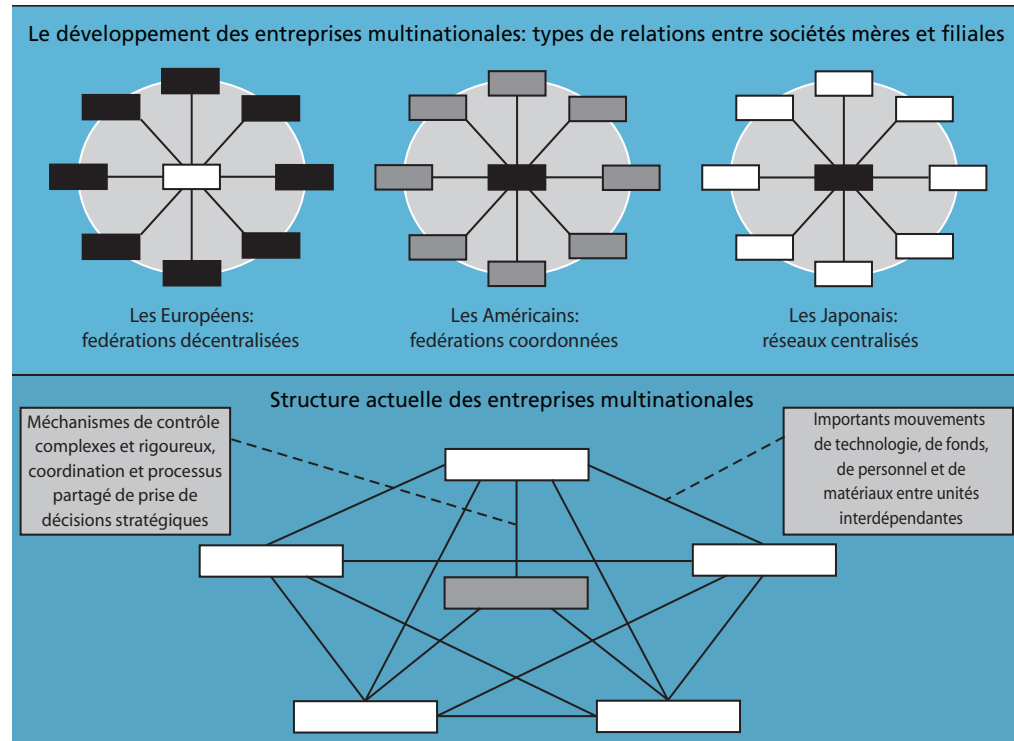 Le développement des entreprises multinationales: types de relations entre sociétés mères et filiales
Les Européens:
fedérations décentralisées
Les Américains:
fedérations coordonnées
Les Japonais:
réseaux centralisés
Structure actuelle des entreprises multinationales
Méchanismes de contrôle
complexes et rigoureux,
coordination et processus
partagé de prise de
décisions stratégiques
Importants mouvements
de technologie, de fonds,
de personnel et de
matériaux entre unités
interdépendantes